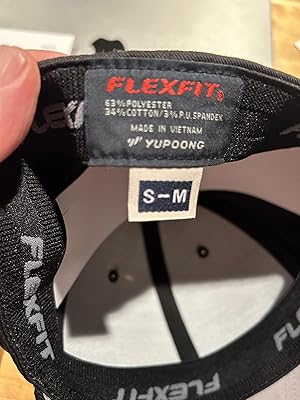 FLEXFIT®
63% POLYESTER
34% COTTON/3% P.U. SPANDEX
MADE IN VIETNAM
YUPOONG
S-M
FLEXFIT
FLEXFIT